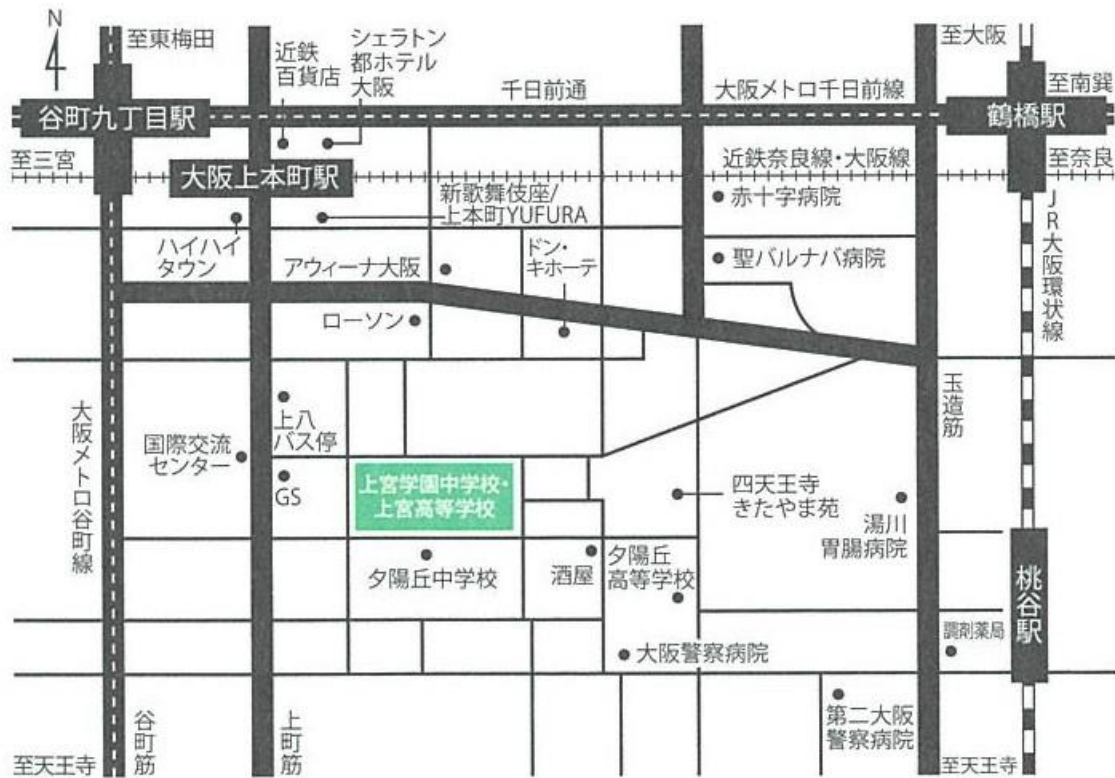 N
至東梅田
近鉄
百貨店
シェラトン
都ホテル
大阪
千日前通
大阪メトロ千日前線
至大阪
至南巽
谷町九丁目駅
鶴橋駅
至三宮
大阪上本町駅
近鉄奈良線・大阪線
至奈良
新歌舞伎座/
上本町YUFURA
赤十字病院
ハイハイ
タウン
アウィーナ大阪
ドン・
キホーテ
聖バルナバ病院
JR大阪環状線
ローソン
大阪メトロ谷町線
上八
バス停
国際交流
センター
GS
上宮学園中学校・
上宮高等学校
四天王寺
きたやま苑
玉造筋
湯川
胃腸病院
夕陽丘中学校
酒屋
夕陽丘
高等学校
桃谷駅
調剤薬局
大阪警察病院
第二大阪
警察病院
谷町筋
上町筋
至天王寺
至天王寺